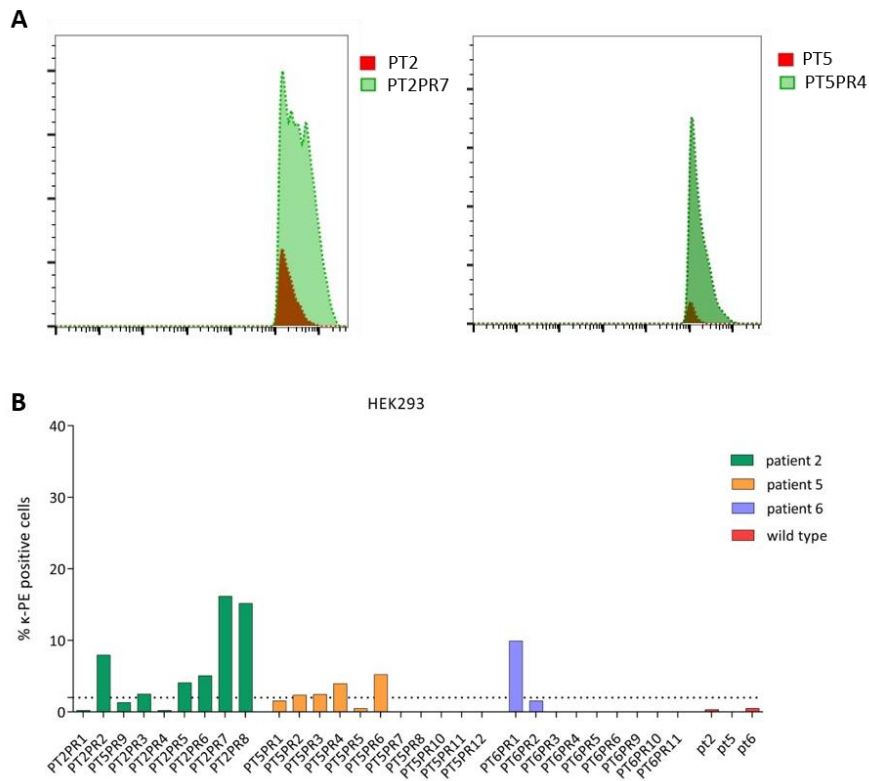 A
PT2
PT2PR7
PT5
PT5PR4
B
HEK293
% κ-PE positive cells
40
30
20
10
0
patient 2
patient 5
patient 6
wild type
PT2PR1
PT2PR2
PT5PR9
PT2PR3
PT2PR4
PT2PR5
PT2PR6
PT2PR7
PT2PR8
PT5PR1
PT5PR2
PT5PR3
PT5PR4
PT5PR5
PT5PR6
PT5PR7
PT5PR8
PT5PR10
PT5PR11
PT5PR12
PT6PR1
PT6PR2
PT6PR3
PT6PR4
PT6PR5
PT6PR6
PT6PR9
PT6PR10
PT6PR11
pt2
pt5
pt6